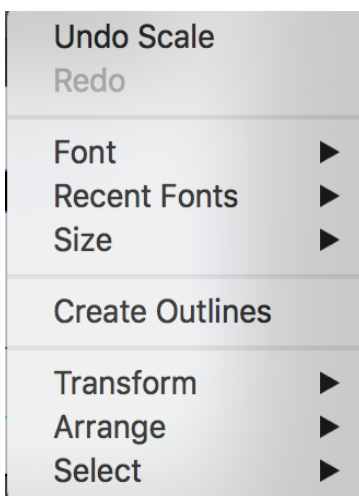 Undo Scale
Redo
Font
Recent Fonts
Size
Create Outlines
Transform
Arrange
Select